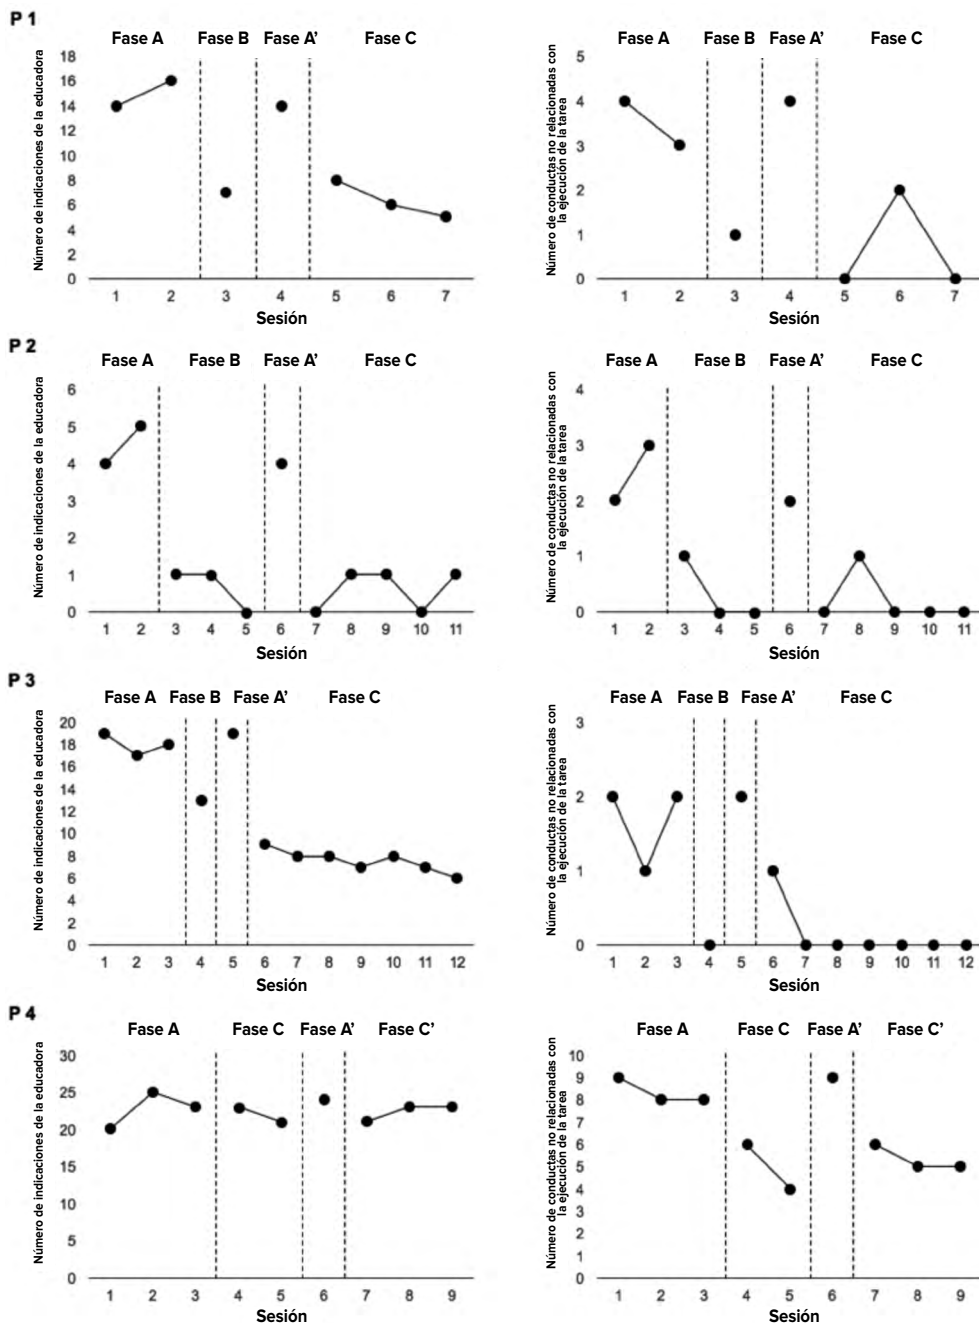 P 1
Fase A Fase B Fase A’ Fase C
Número de indicaciones de la educadora
18
16
14
12
10
8
6
4
2
0
1 2 3 4 5 6 7
Sesión
Fase A Fase B Fase A’ Fase C
Número de conductas no relacionadas con
la ejecución de la tarea
5
4
3
2
1
0
1 2 3 4 5 6 7
Sesión
P 2
Fase A Fase B Fase A’ Fase C
Número de indicaciones de la educadora
6
5
4
3
2
1
0
1 2 3 4 5 6 7 8 9 10 11
Sesión
Fase A Fase B Fase A’ Fase C
Número de conductas no relacionadas con
la ejecución de la tarea
4
3
2
1
0
1 2 3 4 5 6 7 8 9 10 11
Sesión
P 3
Fase A Fase B Fase A’ Fase C
Número de indicaciones de la educadora
20
18
16
14
12
10
8
6
4
2
0
1 2 3 4 5 6 7 8 9 10 11 12
Sesión
Fase A Fase B Fase A’ Fase C
Número de conductas no relacionadas con
la ejecución de la tarea
3
2
1
0
1 2 3 4 5 6 7 8 9 10 11 12
Sesión
P 4
Fase A Fase C Fase A’ Fase C’
Número de indicaciones de la educadora
30
25
20
15
10
5
0
1 2 3 4 5 6 7 8 9
Sesión
Fase A Fase C Fase A’ Fase C’
Número de conductas no relacionadas con
la ejecución de la tarea
10
9
8
7
6
5
4
3
2
1
0
1 2 3 4 5 6 7 8 9
Sesión